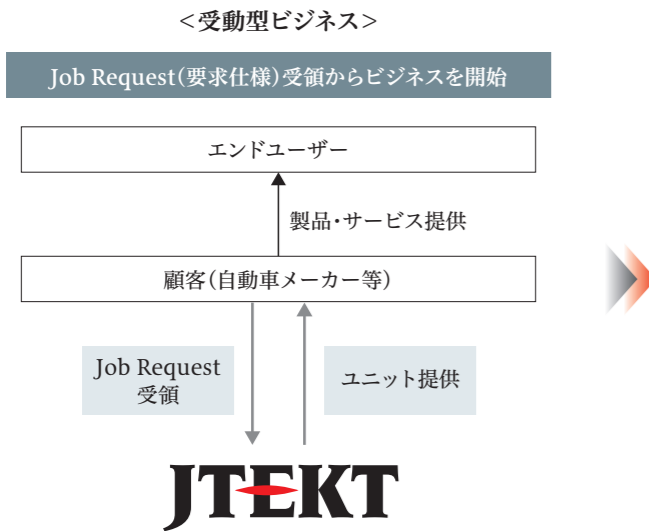 <受動型ビジネス>
Job Request(要求仕様)受領からビジネスを開始
エンドユーザー
製品・サービス提供
顧客(自動車メーカー等)
Job Request
受領
ユニット提供
JTEKT